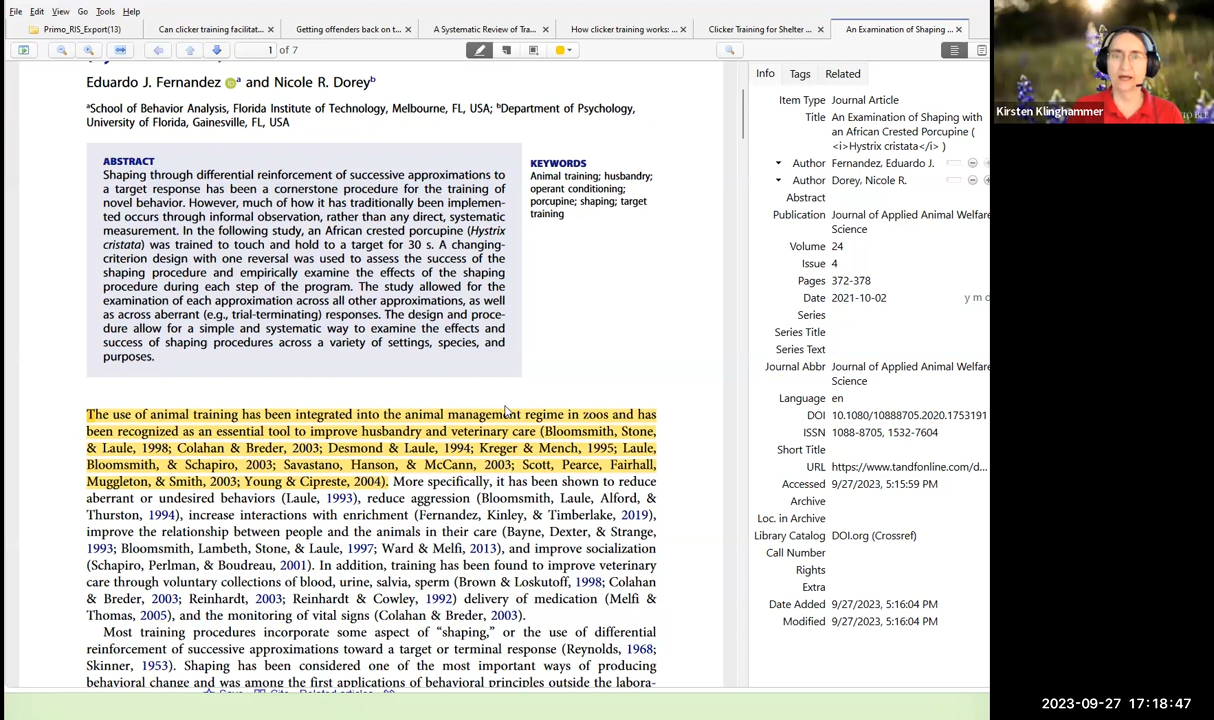 File Edit View Go Tools Help
Primo_RIS_Export(13)
Can clicker training facilitat...
Getting offenders back on t...
A Systematic Review of Tra...
How clicker training works: ...
Clicker Training for Shelter ...
An Examination of Shaping ...
1 of 7
Eduardo J. Fernandez iD a and Nicole R. Dorey b
aSchool of Behavior Analysis, Florida Institute of Technology, Melbourne, FL, USA; bDepartment of Psychology,
University of Florida, Gainesville, FL, USA
ABSTRACT
Shaping through differential reinforcement of successive approximations to
a target response has been a cornerstone procedure for the training of
novel behavior. However, much of how it has traditionally been implemen-
ted occurs through informal observation, rather than any direct, systematic
measurement. In the following study, an African crested porcupine (Hystrix
cristata) was trained to touch and hold to a target for 30 s. A changing-
criterion design with one reversal was used to assess the success of the
shaping procedure and empirically examine the effects of the shaping
procedure during each step of the program. The study allowed for the
examination of each approximation across all other approximations, as well
as across aberrant (e.g., trial-terminating) responses. The design and proce-
dure allow for a simple and systematic way to examine the effects and
success of shaping procedures across a variety of settings, species, and
purposes.
KEYWORDS
Animal training; husbandry;
operant conditioning;
porcupine; shaping; target
training
The use of animal training has been integrated into the animal management regime in zoos and has
been recognized as an essential tool to improve husbandry and veterinary care (Bloomsmith, Stone,
& Laule, 1998; Colahan & Breder, 2003; Desmond & Laule, 1994; Kreger & Mench, 1995; Laule,
Bloomsmith, & Schapiro, 2003; Savastano, Hanson, & McCann, 2003; Scott, Pearce, Fairhall,
Muggleton, & Smith, 2003; Young & Cipreste, 2004). More specifically, it has been shown to reduce
aberrant or undesired behaviors (Laule, 1993), reduce aggression (Bloomsmith, Laule, Alford, &
Thurston, 1994), increase interactions with enrichment (Fernandez, Kinley, & Timberlake, 2019),
improve the relationship between people and the animals in their care (Bayne, Dexter, & Strange,
1993; Bloomsmith, Lambeth, Stone, & Laule, 1997; Ward & Melfi, 2013), and improve socialization
(Schapiro, Perlman, & Boudreau, 2001). In addition, training has been found to improve veterinary
care through voluntary collections of blood, urine, salvia, sperm (Brown & Loskutoff, 1998; Colahan
& Breder, 2003; Reinhardt, 2003; Reinhardt & Cowley, 1992) delivery of medication (Melfi &
Thomas, 2005), and the monitoring of vital signs (Colahan & Breder, 2003).
Most training procedures incorporate some aspect of "shaping," or the use of differential
reinforcement of successive approximations toward a target or terminal response (Reynolds, 1968;
Skinner, 1953). Shaping has been considered one of the most important ways of producing
behavioral change and was among the first applications of behavioral principles outside the labora-
Save Cite Related articles
Info Tags Related
Item Type Journal Article
Title An Examination of Shaping with
an African Crested Porcupine (
<i>Hystrix cristata</i> )
Author Fernandez, Eduardo J.
Author Dorey, Nicole R.
Abstract
Publication Journal of Applied Animal Welfare
Science
Volume 24
Issue 4
Pages 372-378
Date 2021-10-02 y m d
Series
Series Title
Series Text
Journal Abbr Journal of Applied Animal Welfare
Science
Language en
DOI 10.1080/10888705.2020.1753191
ISSN 1088-8705, 1532-7604
Short Title
URL https://www.tandfonline.com/d...
Accessed 9/27/2023, 5:15:59 PM
Archive
Loc. in Archive
Library Catalog DOI.org (Crossref)
Call Number
Rights
Extra
Date Added 9/27/2023, 5:16:04 PM
Modified 9/27/2023, 5:16:04 PM
Kirsten Klinghammer
2023-09-27 17:18:47